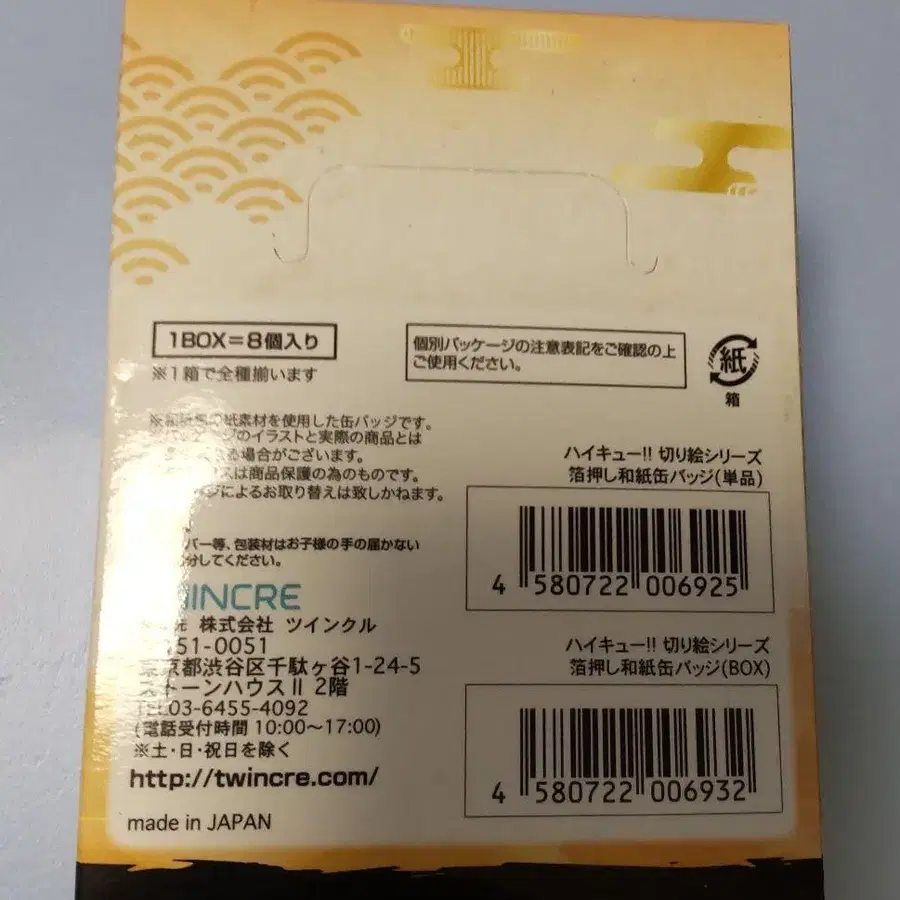 1BOX=8個入り
※1箱で全種揃います
個別パッケージの注意表記をご確認の上
ご使用ください。
紙
箱
の紙素材を使用した缶バッジです。
のイラストと実際の商品とは
る場合がございます。
は商品保護の為のものです。
によるお取り替えは致しかねます。
バー等、包装材はお子様の手の届かない
分してください。
INCRE
株式会社 ツインクル
151-0051
東京都渋谷区千駄ヶ谷1-24-5
ストーンハウスⅡ 2階
TEL03-6455-4092
(電話受付時間 10:00〜17:00)
※土・日・祝日を除く
http://twincre.com/
made in JAPAN
ハイキュー!! 切り絵シリーズ
箔押し和紙缶バッジ(単品)
4 580722 006925
ハイキュー!! 切り絵シリーズ
箔押し和紙缶バッジ(BOX)
4 580722 006932